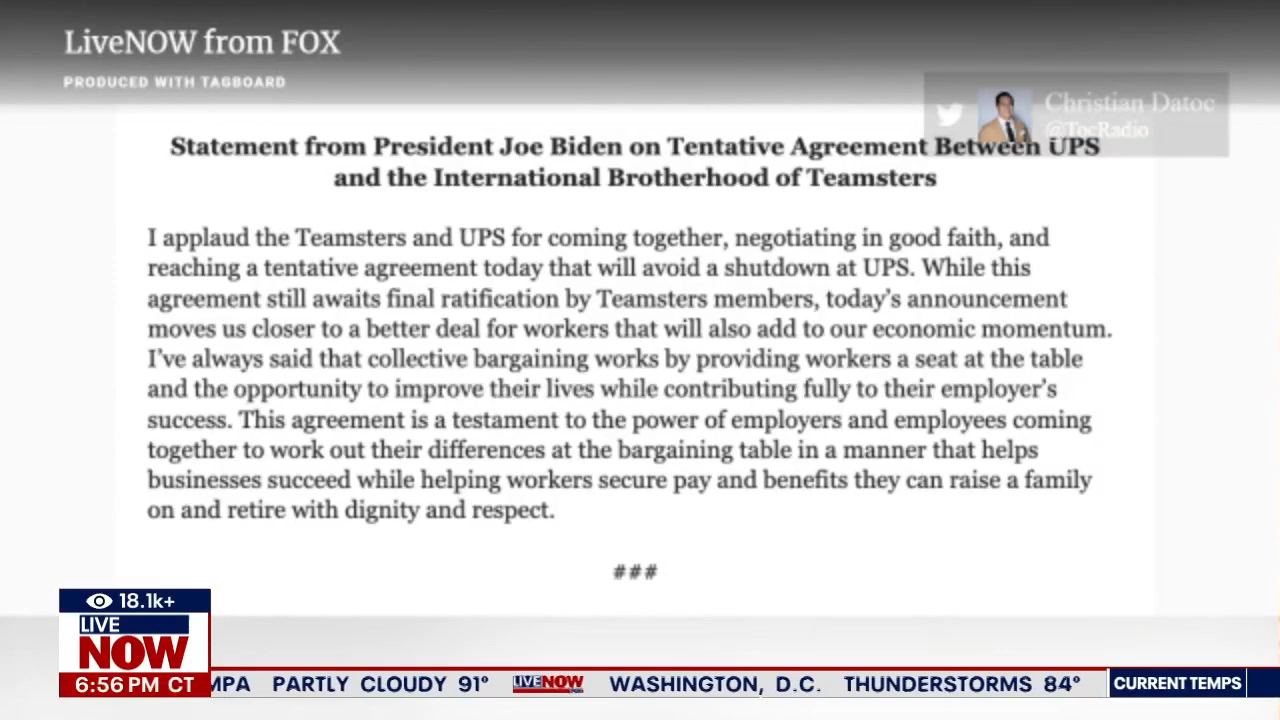 LiveNOW from FOX
PRODUCED WITH TAGBOARD
Christian Datoc
@TocRadio
Statement from President Joe Biden on Tentative Agreement Between UPS
and the International Brotherhood of Teamsters
I applaud the Teamsters and UPS for coming together, negotiating in good faith, and
reaching a tentative agreement today that will avoid a shutdown at UPS. While this
agreement still awaits final ratification by Teamsters members, today’s announcement
moves us closer to a better deal for workers that will also add to our economic momentum.
I’ve always said that collective bargaining works by providing workers a seat at the table
and the opportunity to improve their lives while contributing fully to their employer’s
success. This agreement is a testament to the power of employers and employees coming
together to work out their differences at the bargaining table in a manner that helps
businesses succeed while helping workers secure pay and benefits they can raise a family
on and retire with dignity and respect.
###
18.1k+
LIVE
NOW
6:56 PM CT
MPA PARTLY CLOUDY 91° LIVENOW WASHINGTON, D.C. THUNDERSTORMS 84° CURRENT TEMPS